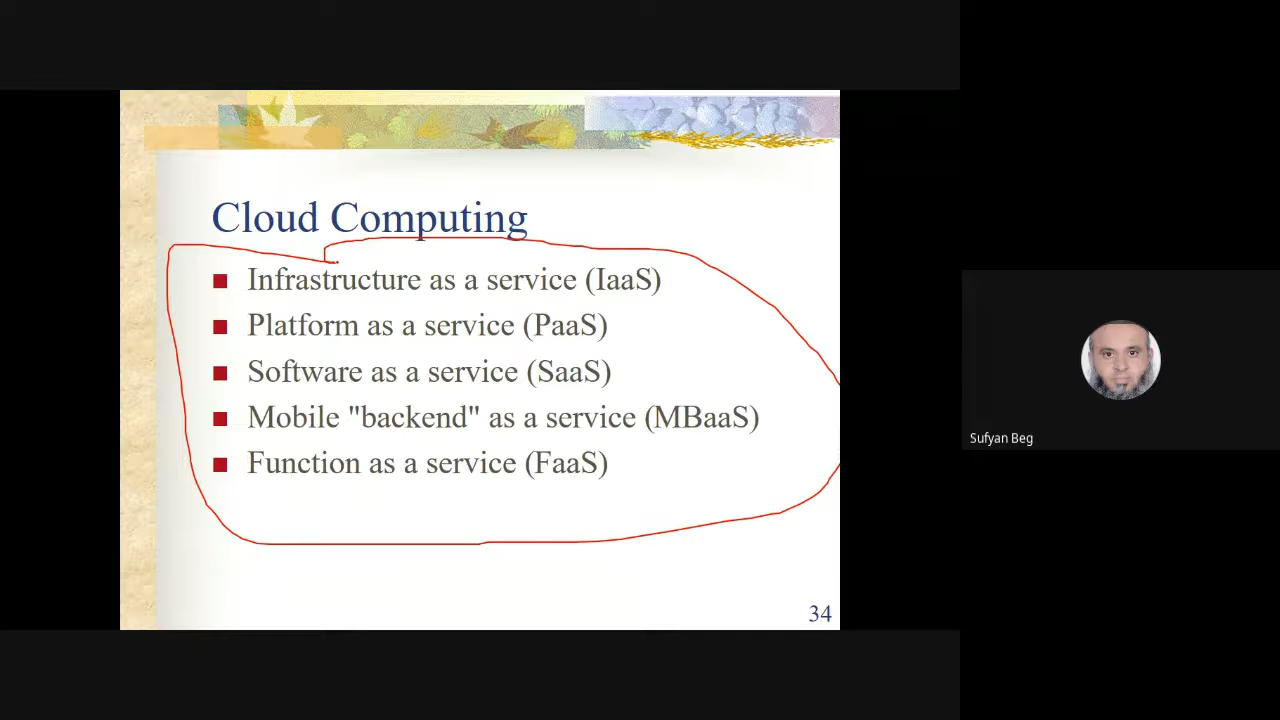 Cloud Computing
Infrastructure as a service (IaaS)
Platform as a service (PaaS)
Software as a service (SaaS)
Mobile "backend" as a service (MBaaS)
Function as a service (FaaS)
34
Sufyan Beg